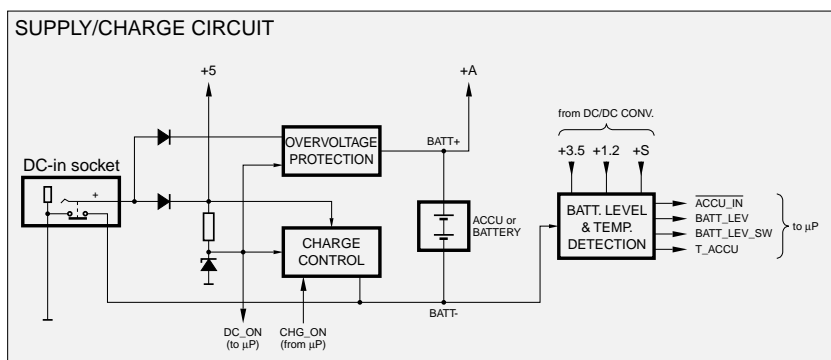 SUPPLY/CHARGE CIRCUIT
+5
+A
from DC/DC CONV.
OVERVOLTAGE
PROTECTION
BATT+
+3.5 +1.2 +S
DC-in socket
+
ACCU or
BATTERY
BATT. LEVEL
& TEMP.
DETECTION
ACCU_IN
BATT_LEV
BATT_LEV_SW
T_ACCU
to µP
CHARGE
CONTROL
BATT-
DC_ON
(to µP)
CHG_ON
(from µP)